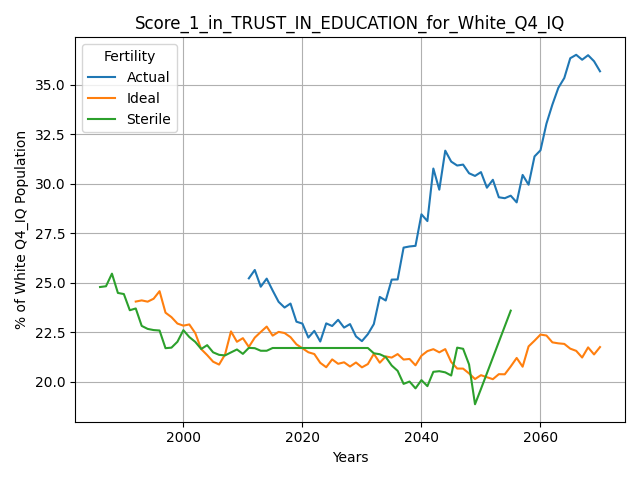 Score_1_in_TRUST_IN_EDUCATION_for_White_Q4_IQ
Fertility
Actual
Ideal
Sterile
% of White Q4_IQ Population
35.0
32.5
30.0
27.5
25.0
22.5
20.0
2000
2020
2040
2060
Years